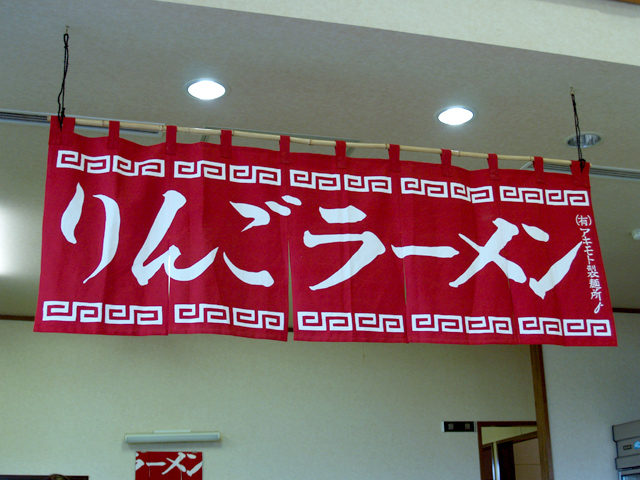 りんごラーメン
(有)アキモト製麺所
ラーメン